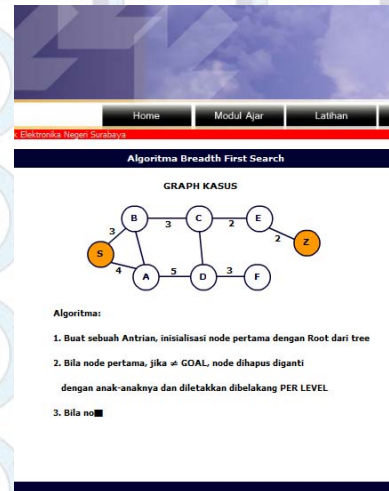 Home Modul Ajar Latihan
k Elektronika Negeri Surabaya
Algoritma Breadth First Search
GRAPH KASUS
B 3 C 2 E
3 2 Z
S
4 A 5 D 3 F
Algoritma:
1. Buat sebuah Antrian, inisialisasi node pertama dengan Root dari tree
2. Bila node pertama, jika ≠ GOAL, node dihapus diganti
dengan anak-anaknya dan diletakkan dibelakang PER LEVEL
3. Bila no